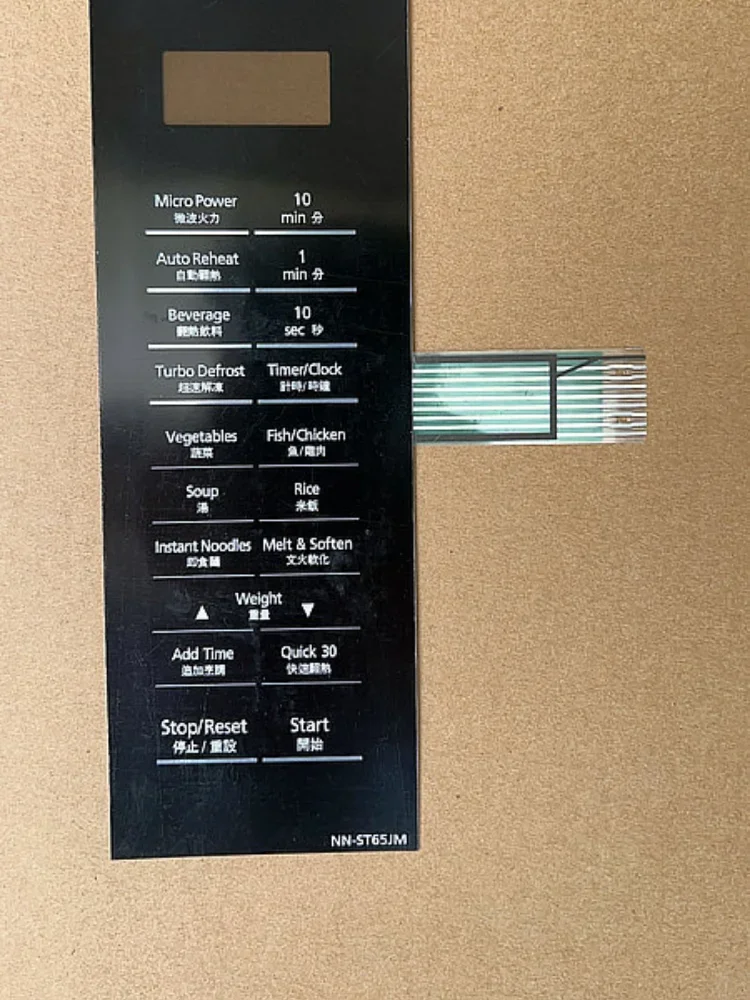 Micro Power
微波火力
10
min 分
Auto Reheat
自動翻熱
1
min 分
Beverage
翻熱飲料
10
sec 秒
Turbo Defrost
超速解凍
Timer/Clock
計時/時鐘
Vegetables
蔬菜
Fish/Chicken
魚/雞肉
Soup
湯
Rice
米飯
Instant Noodles
即食麵
Melt & Soften
文火軟化
▲ Weight ▼
重量
Add Time
追加烹調
Quick 30
快速翻熱
Stop/Reset
停止/重設
Start
開始
NN-ST65JM